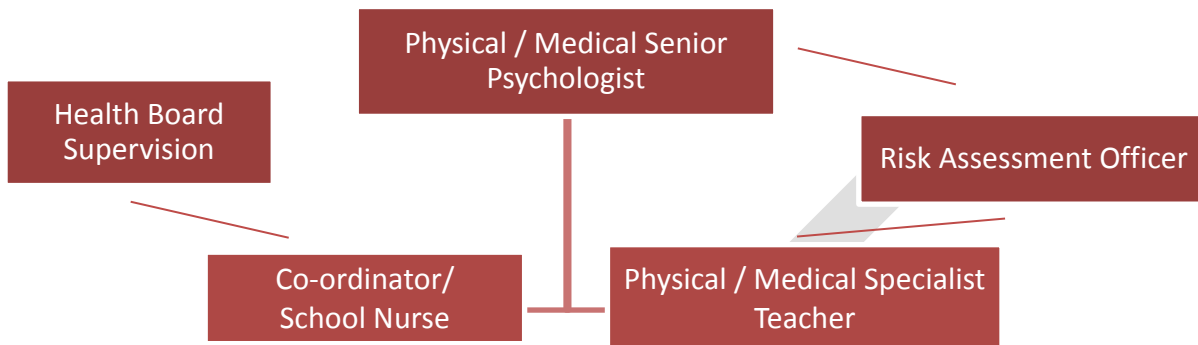 Physical / Medical Senior
Psychologist
Health Board
Supervision
Risk Assessment Officer
Co-ordinator/
School Nurse
Physical / Medical Specialist
Teacher